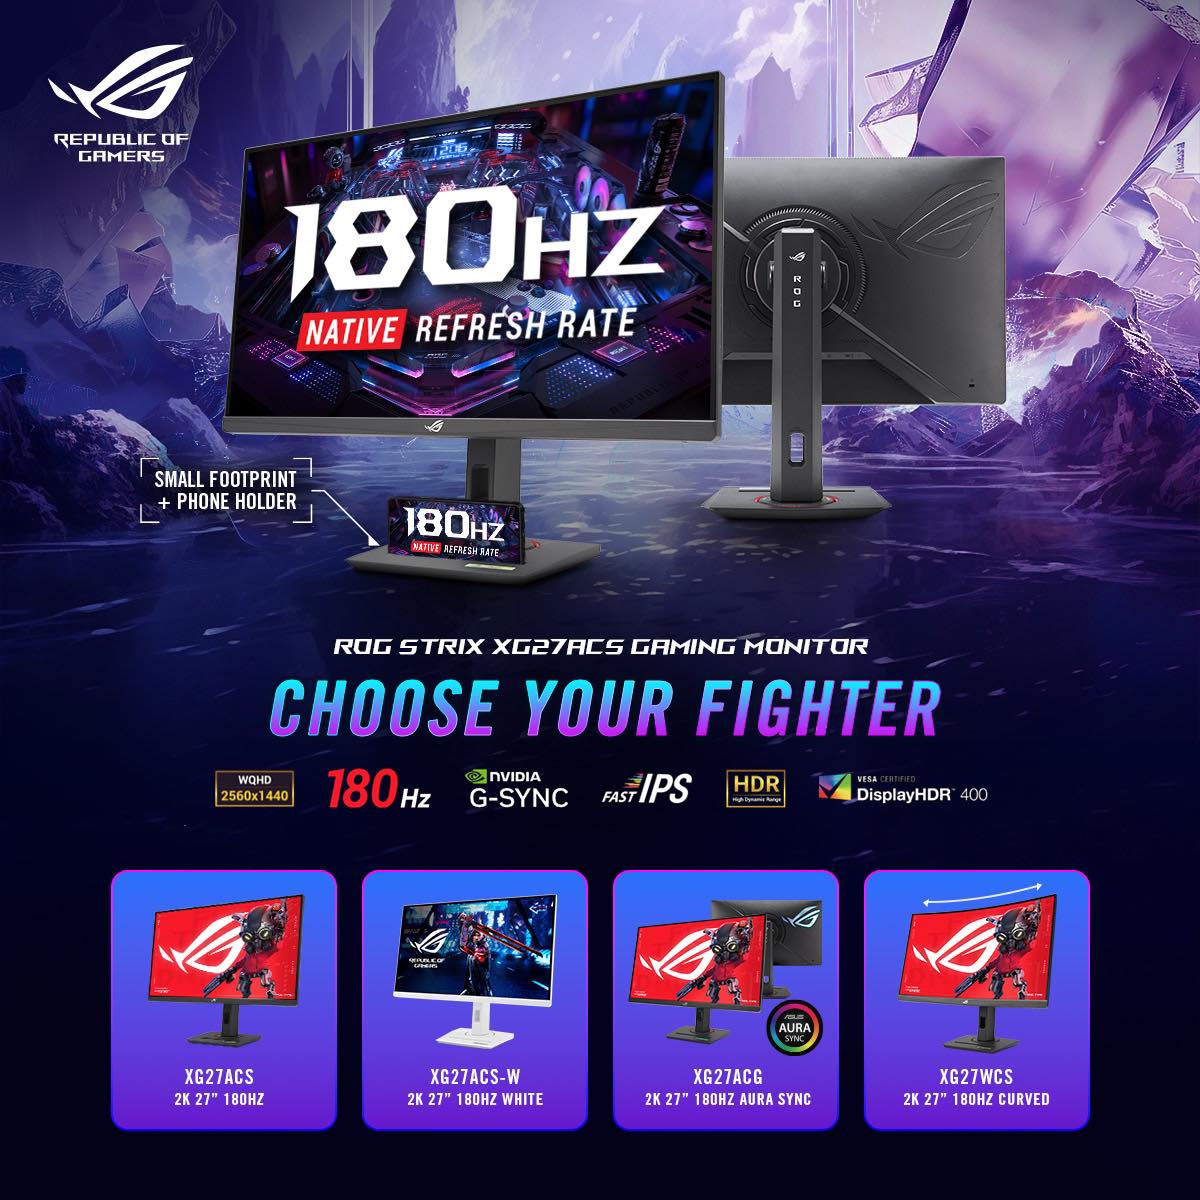 REPUBLIC OF
GAMERS
180HZ
NATIVE REFRESH RATE
ROG
SMALL FOOTPRINT
+ PHONE HOLDER
180HZ
NATIVE REFRESH RATE
ROG STRIX XG27ACS GAMING MONITOR
CHOOSE YOUR FIGHTER
WQHD
2560x1440
180Hz
NVIDIA
G-SYNC
FAST IPS
HDR
High Dynamic Range
VESA CERTIFIED
DisplayHDR™ 400
REPUBLIC OF
GAMERS
ASUS
AURA
SYNC
XG27ACS
2K 27” 180HZ
XG27ACS-W
2K 27” 180HZ WHITE
XG27ACG
2K 27” 180HZ AURA SYNC
XG27WCS
2K 27” 180HZ CURVED